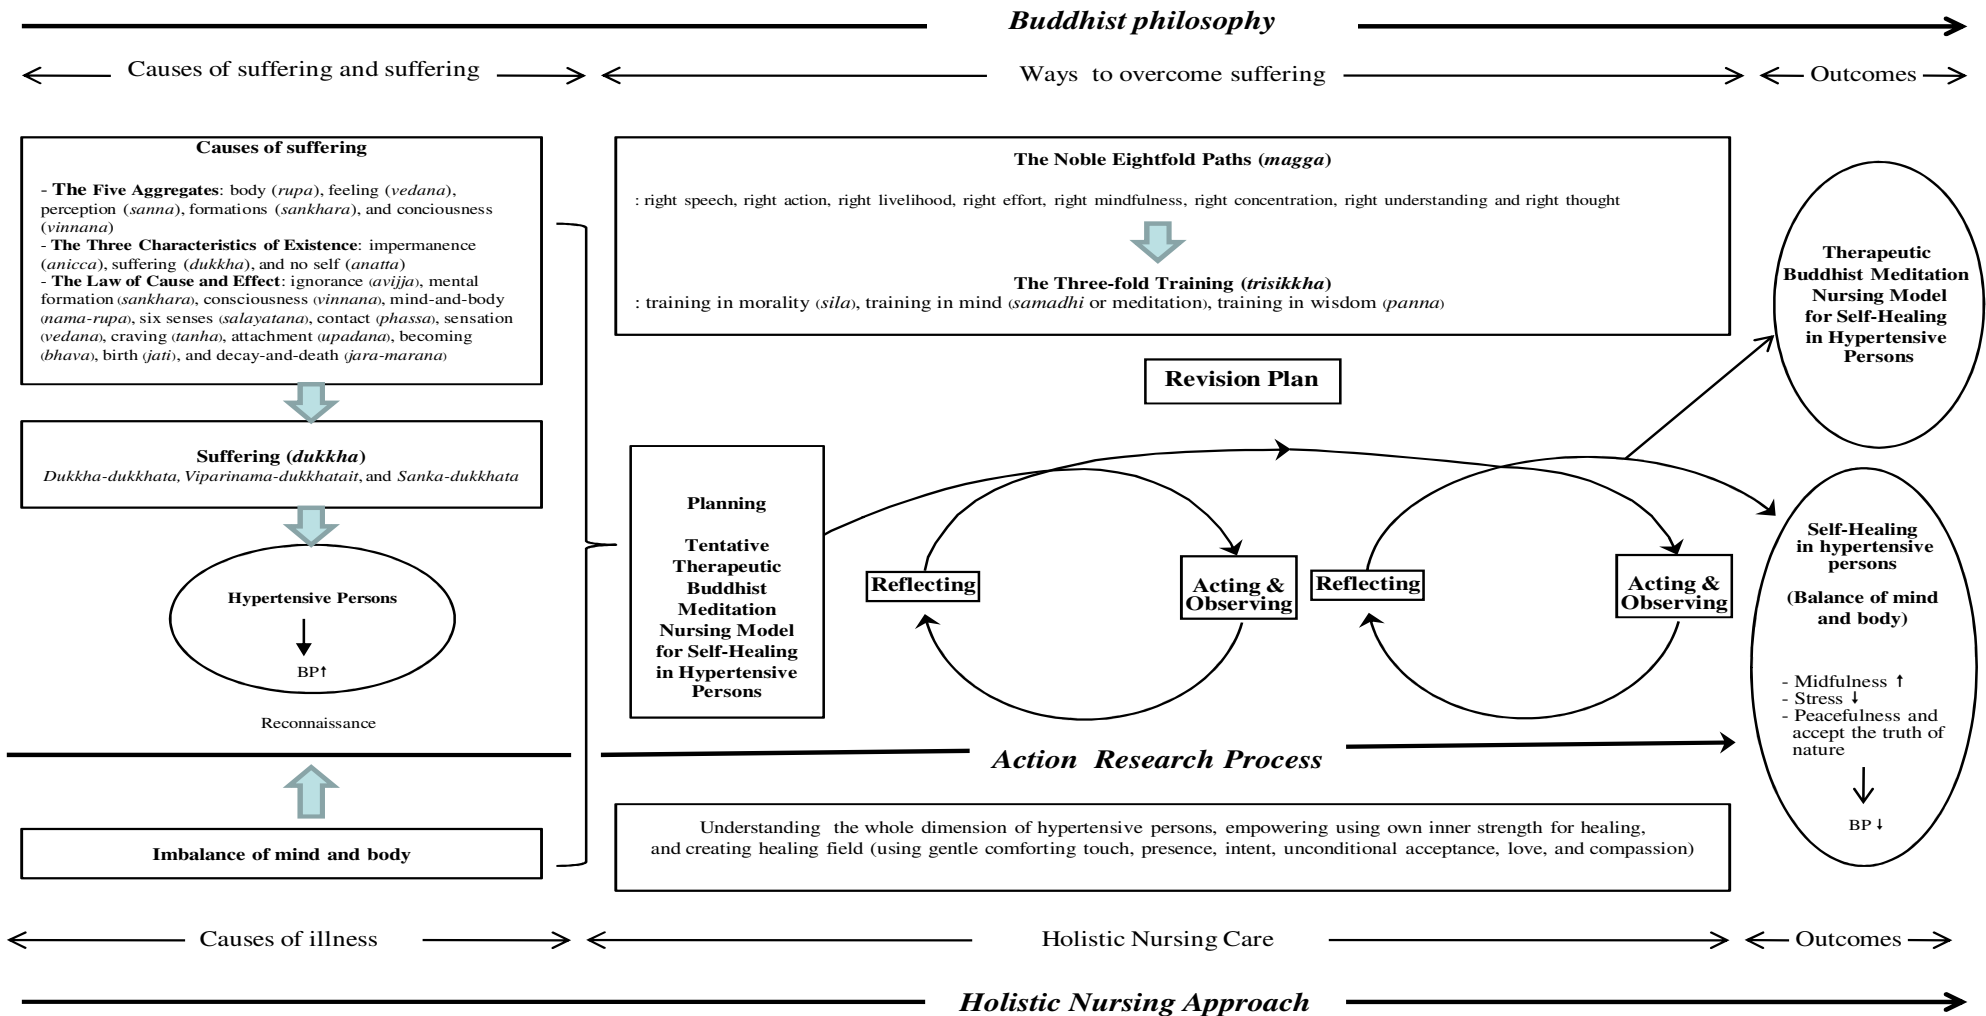 Buddhist philosophy
Causes of suffering and suffering
Ways to overcome suffering
Outcomes
Causes of suffering
- The Five Aggregates: body (rupa), feeling (vedana),
perception (sanna), formations (sankhara), and conciousness
(vinnana)
- The Three Characteristics of Existence: impermanence
(anicca), suffering (dukkha), and no self (anatta)
- The Law of Cause and Effect: ignorance (avijja), mental
formation (sankhara), consciousness (vinnana), mind-and-body
(nama-rupa), six senses (salayatana), contact (phassa), sensation
(vedana), craving (tanha), attachment (upadana), becoming
(bhava), birth (jati), and decay-and-death (jara-marana)
Suffering (dukkha)
Dukkha-dukkhata, Viparinama-dukkhatait, and Sanka-dukkhata
Hypertensive Persons
BP↑
Reconnaissance
Imbalance of mind and body
The Noble Eightfold Paths (magga)
: right speech, right action, right livelihood, right effort, right mindfulness, right concentration, right understanding and right thought
The Three-fold Training (trisikkha)
: training in morality (sila), training in mind (samadhi or meditation), training in wisdom (panna)
Revision Plan
Planning
Tentative
Therapeutic
Buddhist
Meditation
Nursing Model
for Self-Healing
in Hypertensive
Persons
Reflecting
Acting &
Observing
Reflecting
Acting &
Observing
Action Research Process
Understanding the whole dimension of hypertensive persons, empowering using own inner strength for healing,
and creating healing field (using gentle comforting touch, presence, intent, unconditional acceptance, love, and compassion)
Therapeutic
Buddhist Meditation
Nursing Model
for Self-Healing
in Hypertensive
Persons
Self-Healing
in hypertensive
persons
(Balance of mind
and body)
- Midfulness ↑
- Stress ↓
- Peacefulness and
accept the truth of
nature
BP ↓
Causes of illness
Holistic Nursing Care
Outcomes
Holistic Nursing Approach